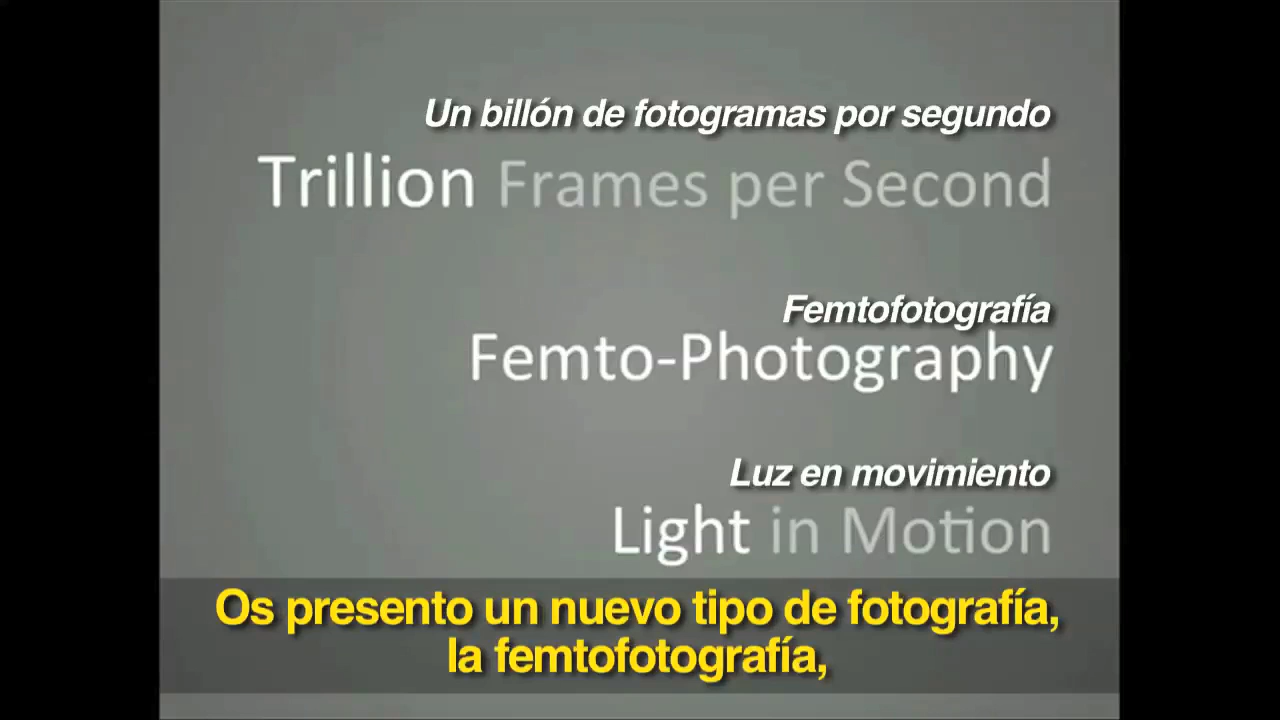 Un billón de fotogramas por segundo
Trillion Frames per Second
Femtofotografía
Femto-Photography
Luz en movimiento
Light in Motion
Os presento un nuevo tipo de fotografía,
la femtofotografía,